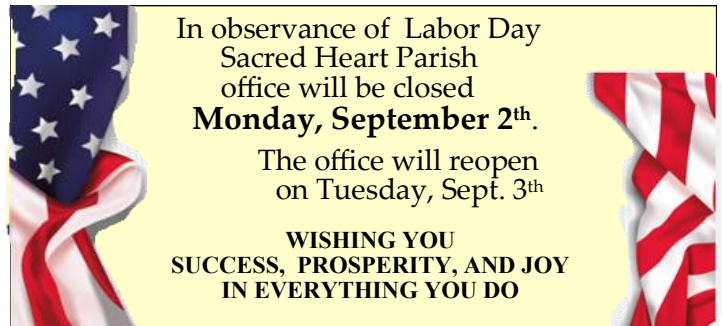 In observance of  Labor Day
Sacred Heart Parish
office will be closed
Monday, September 2th.
The office will reopen
on Tuesday, Sept. 3th
WISHING YOU
SUCCESS,  PROSPERITY, AND JOY
IN EVERYTHING YOU DO